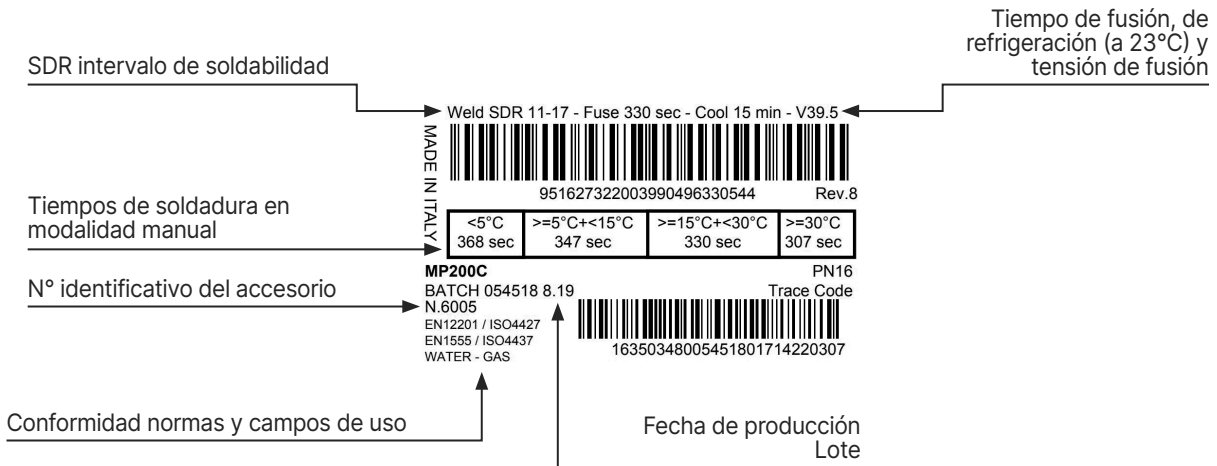 Tiempo de fusión, de
refrigeración (a 23°C) y
tensión de fusión
SDR intervalo de soldabilidad
Weld SDR 11-17 - Fuse 330 sec - Cool 15 min - V39.5
MADE IN ITALY
951627322003990496330544 Rev.8
Tiempos de soldadura en
modalidad manual
<5°C >=5°C+<15°C >=15°C+<30°C >=30°C
368 sec 347 sec 330 sec 307 sec
MP200C PN16
N° identificativo del accesorio
BATCH 054518 8.19 Trace Code
N.6005
EN12201 / ISO4427
EN1555 / ISO4437
WATER - GAS
16350348005451801714220307
Conformidad normas y campos de uso
Fecha de producción
Lote